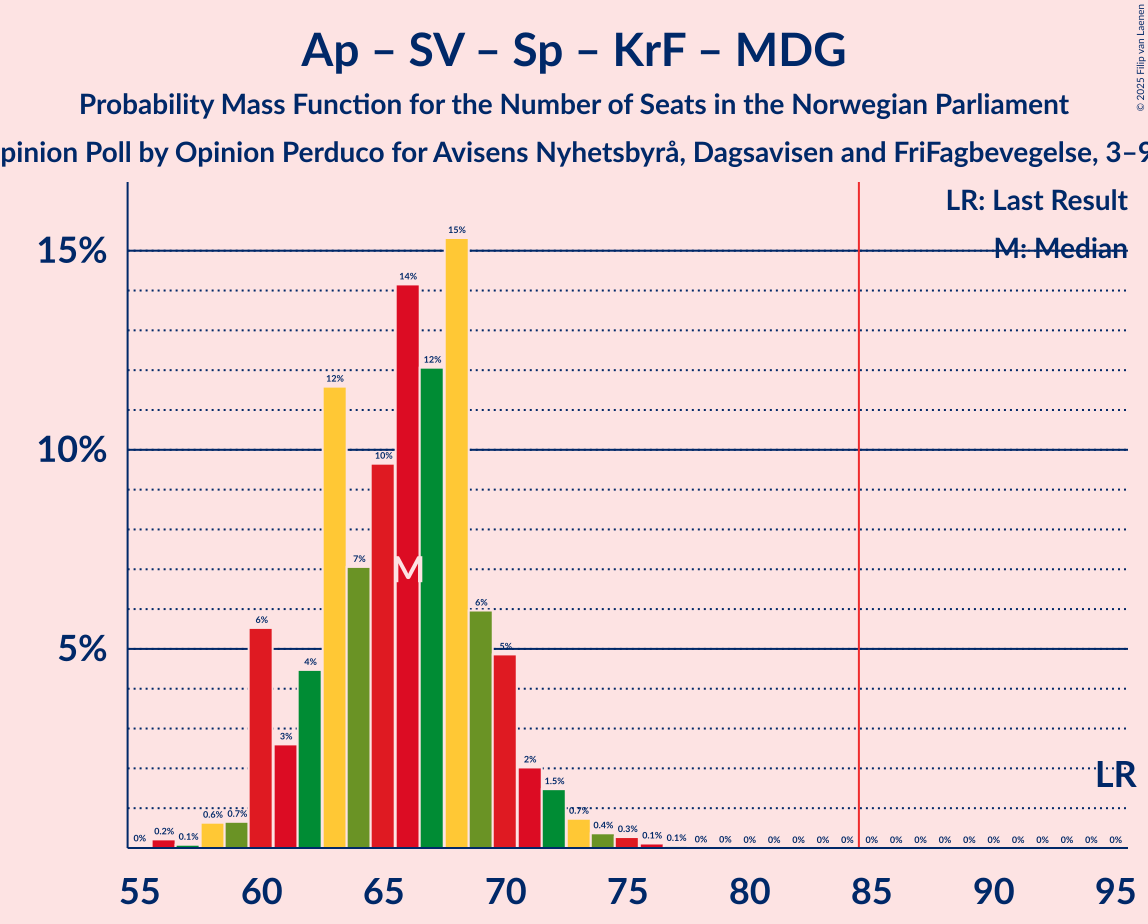 Ap – SV – Sp – KrF – MDG
© 2025 Filip van Laenen
Probability Mass Function for the Number of Seats in the Norwegian Parliament
pinion Poll by Opinion Perduco for Avisens Nyhetsbyrå, Dagsavisen and FriFagbevegelse, 3–9
LR: Last Result
M: Median
15%
10%
5%
0% 0.2% 0.1% 0.6% 0.7% 6% 3% 4% 12% 7% 10% 14% 12% 15% 6% 5% 2% 1.5% 0.7% 0.4% 0.3% 0.1% 0.1% 0% 0% 0% 0% 0% 0% 0% 0% 0% 0% 0% 0% 0% 0% 0% 0% 0% 0%
M
LR
55 60 65 70 75 80 85 90 95